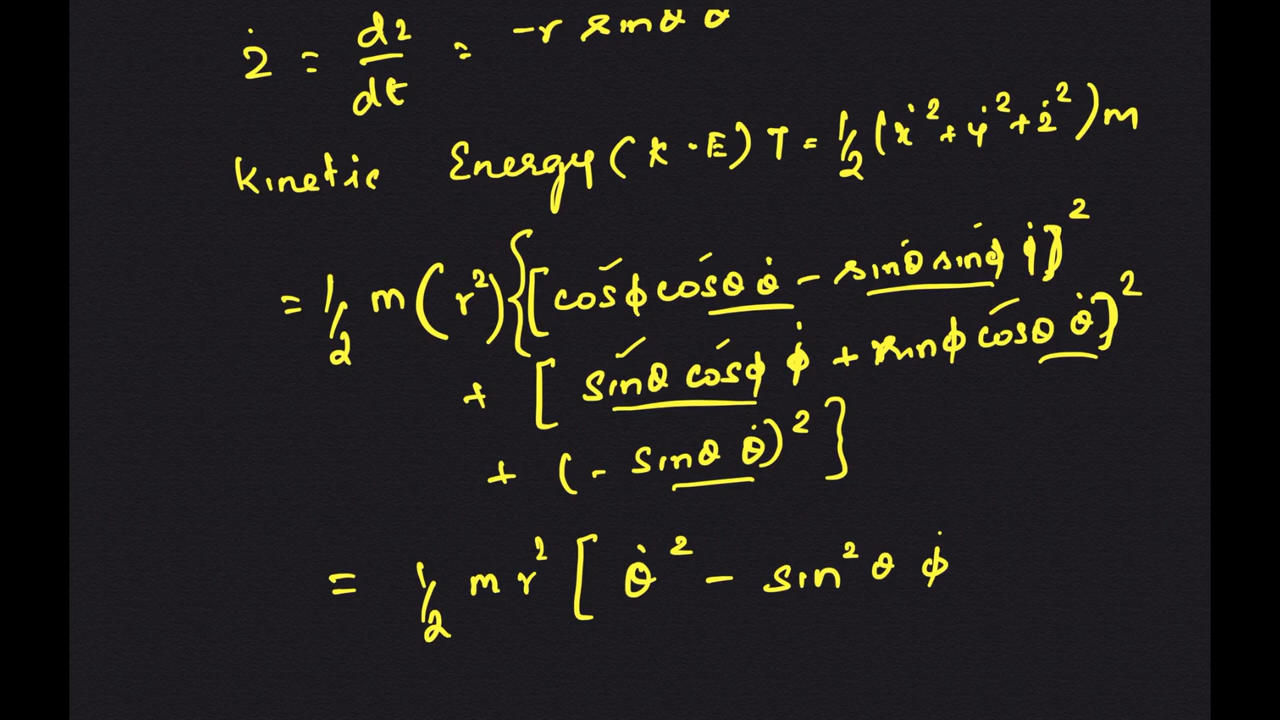 ż = dz/dt = -r sinθ θ
Kinetic Energy (K.E) T = 1/2 (ẋ² + ẏ² + ż²) m
= 1/2 m (r²) { [cosϕ cosθ θ̇ - sinθ sinϕ ϕ̇]²
+ [ sinθ cosϕ ϕ̇ + sinϕ cosθ θ̇]²
+ (- sinθ θ̇)² }
= 1/2 m r² [ θ̇² - sin²θ ϕ̇